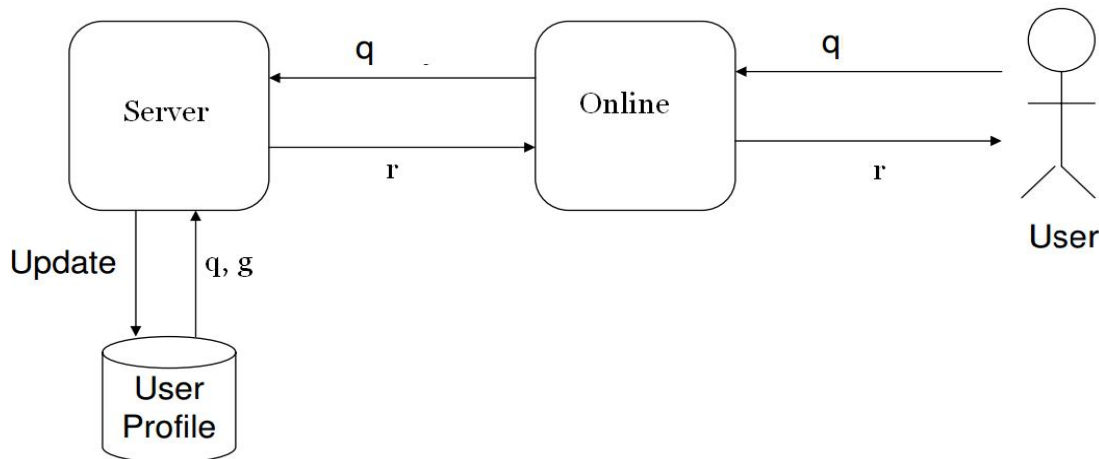 q
q
Server
Online
r
r
User
Update
q, g
User
Profile